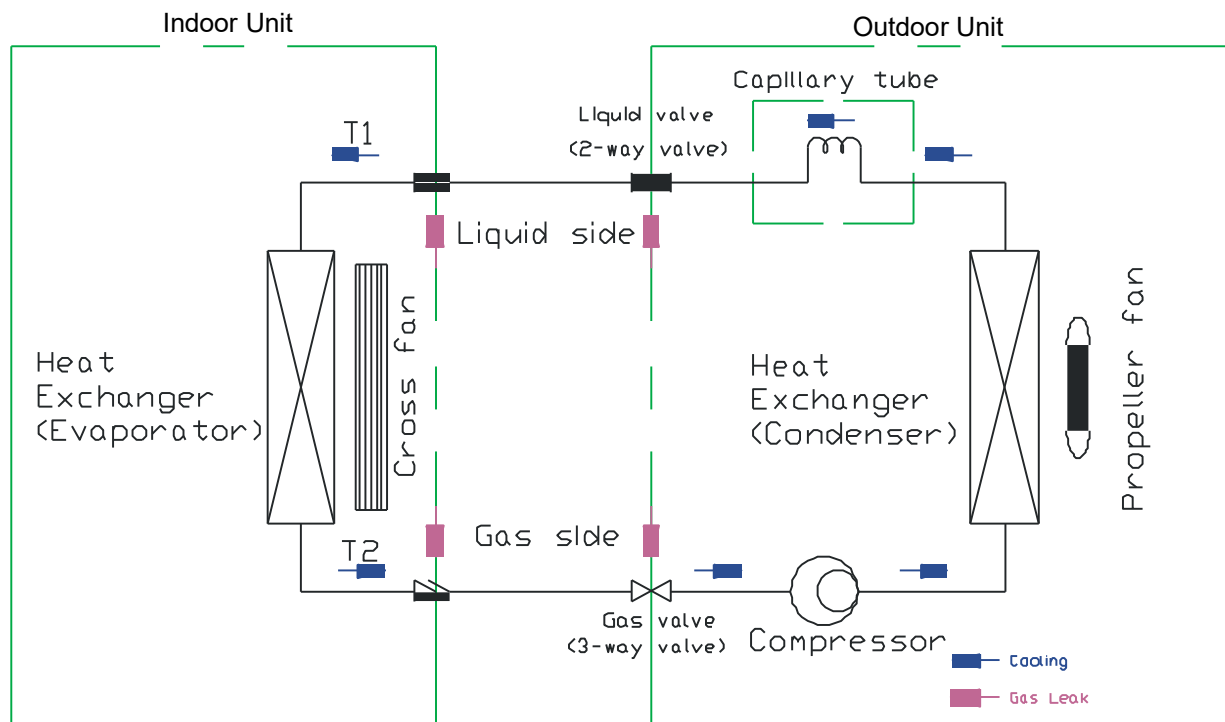 Indoor Unit
Outdoor Unit
Capillary tube
Liquid valve
(2-way valve)
T1
Liquid side
Heat
Exchanger
(Evaporator)
Cross fan
Heat
Exchanger
(Condenser)
Propeller fan
Gas side
T2
Gas valve
(3-way valve)
Compressor
Cooling
Gas Leak